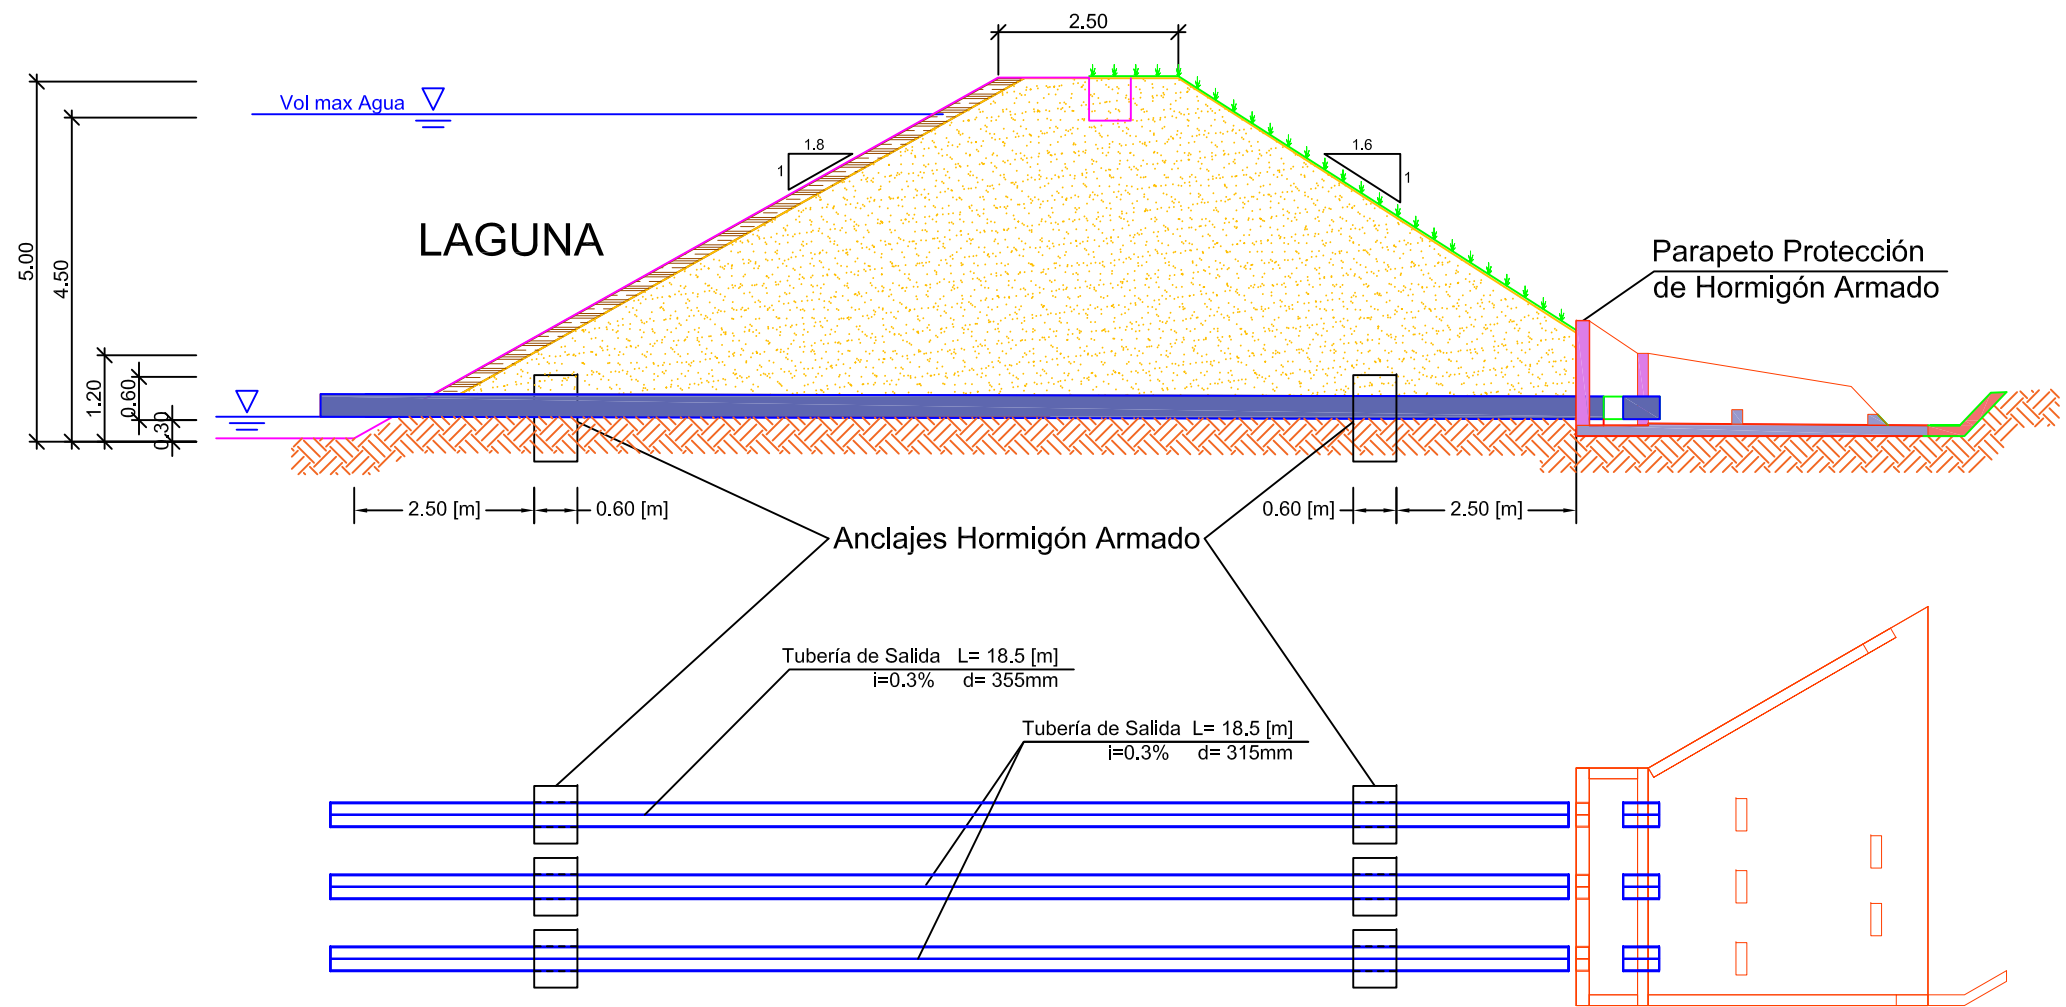 2.50
Vol max Agua
1.8
1
1.6
1
LAGUNA
5.00
4.50
1.20
0.60
0.30
Parapeto Protección
de Hormigón Armado
2.50 [m]
0.60 [m]
0.60 [m]
2.50 [m]
Anclajes Hormigón Armado
Tubería de Salida L= 18.5 [m]
i=0.3% d= 355mm
Tubería de Salida L= 18.5 [m]
i=0.3% d= 315mm